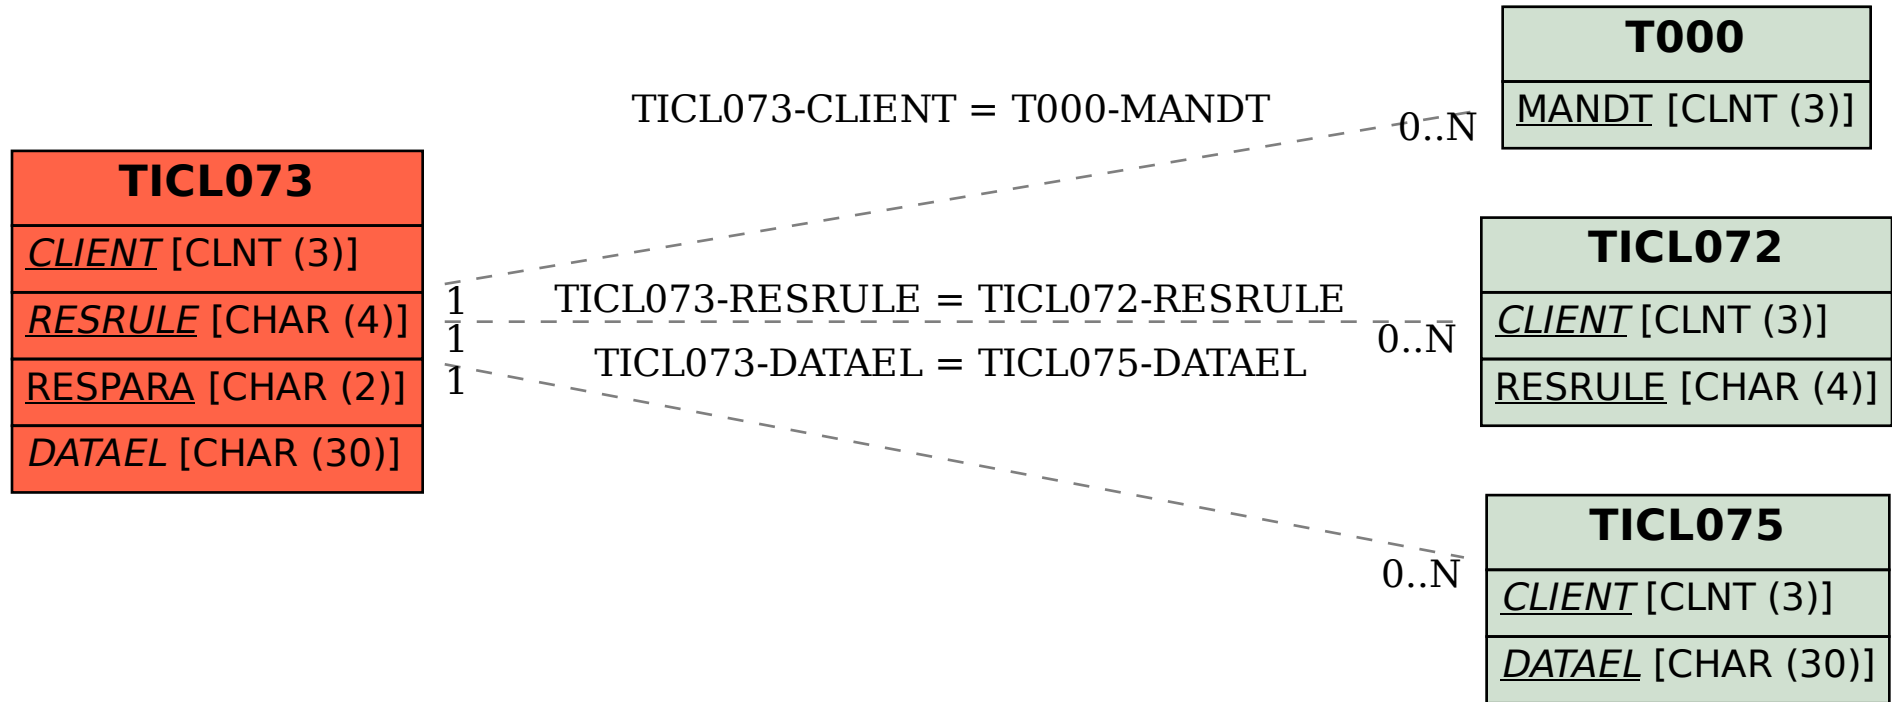 TICL073
CLIENT [CLNT (3)]
RESRULE [CHAR (4)]
RESPARA [CHAR (2)]
DATAEL [CHAR (30)]
TICL073-CLIENT = T000-MANDT
0..N
1
TICL073-RESRULE = TICL072-RESRULE
0..N
1
TICL073-DATAEL = TICL075-DATAEL
1
0..N
T000
MANDT [CLNT (3)]
TICL072
CLIENT [CLNT (3)]
RESRULE [CHAR (4)]
TICL075
CLIENT [CLNT (3)]
DATAEL [CHAR (30)]